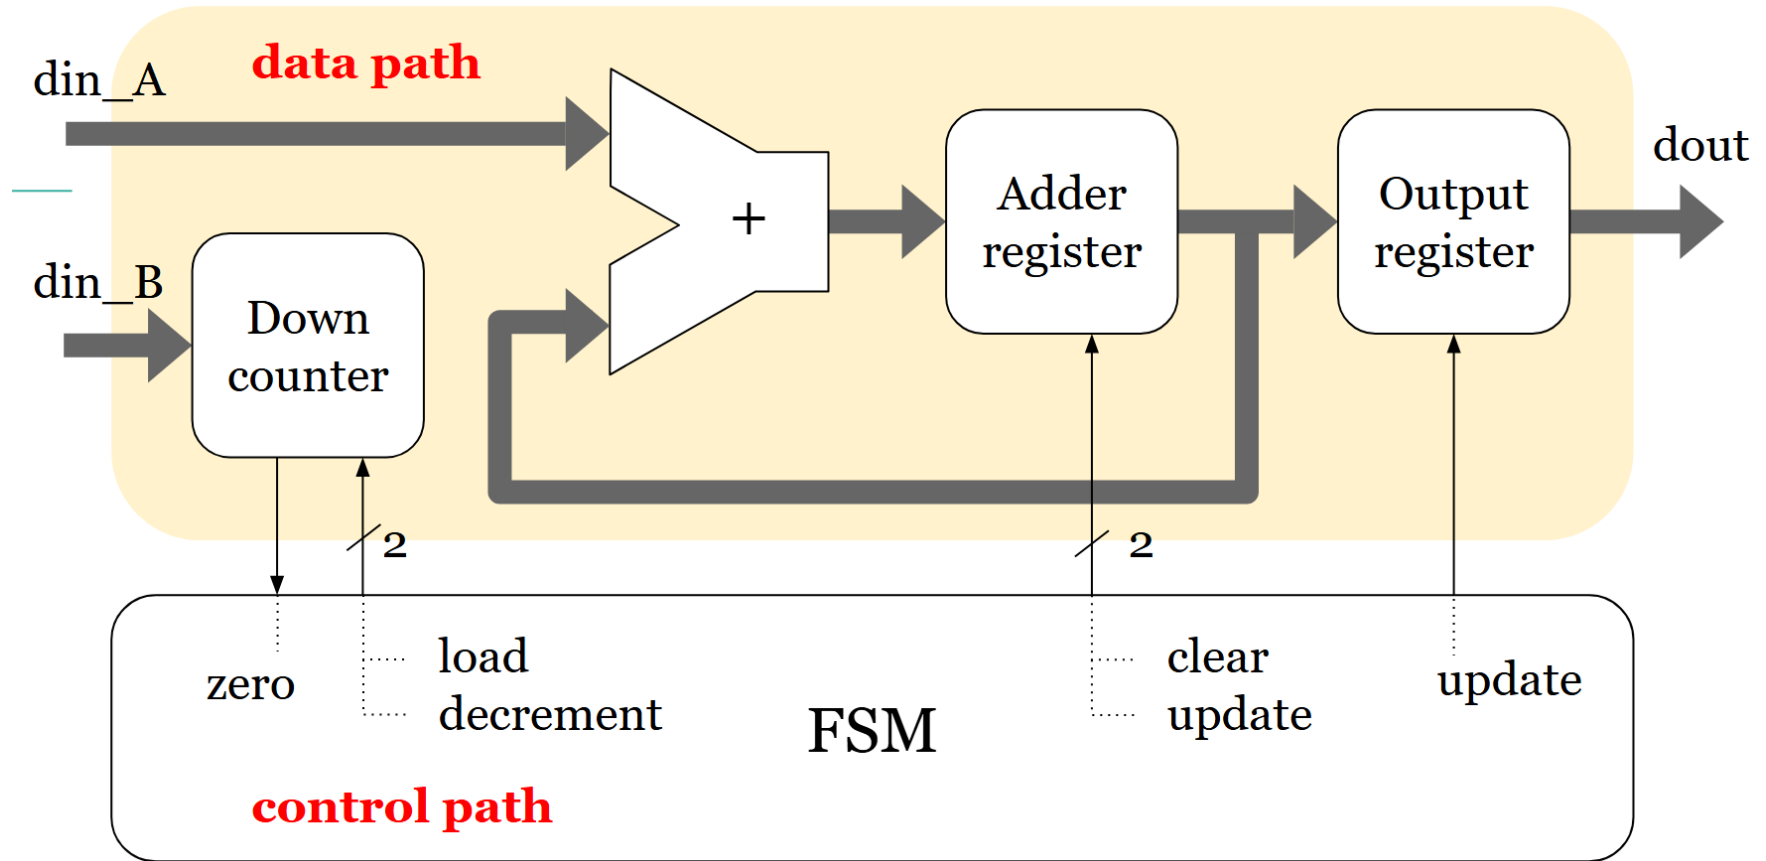 data path
din_A
din_B
Down
counter
+
Adder
register
Output
register
dout
2
2
zero
load
decrement
FSM
clear
update
update
control path